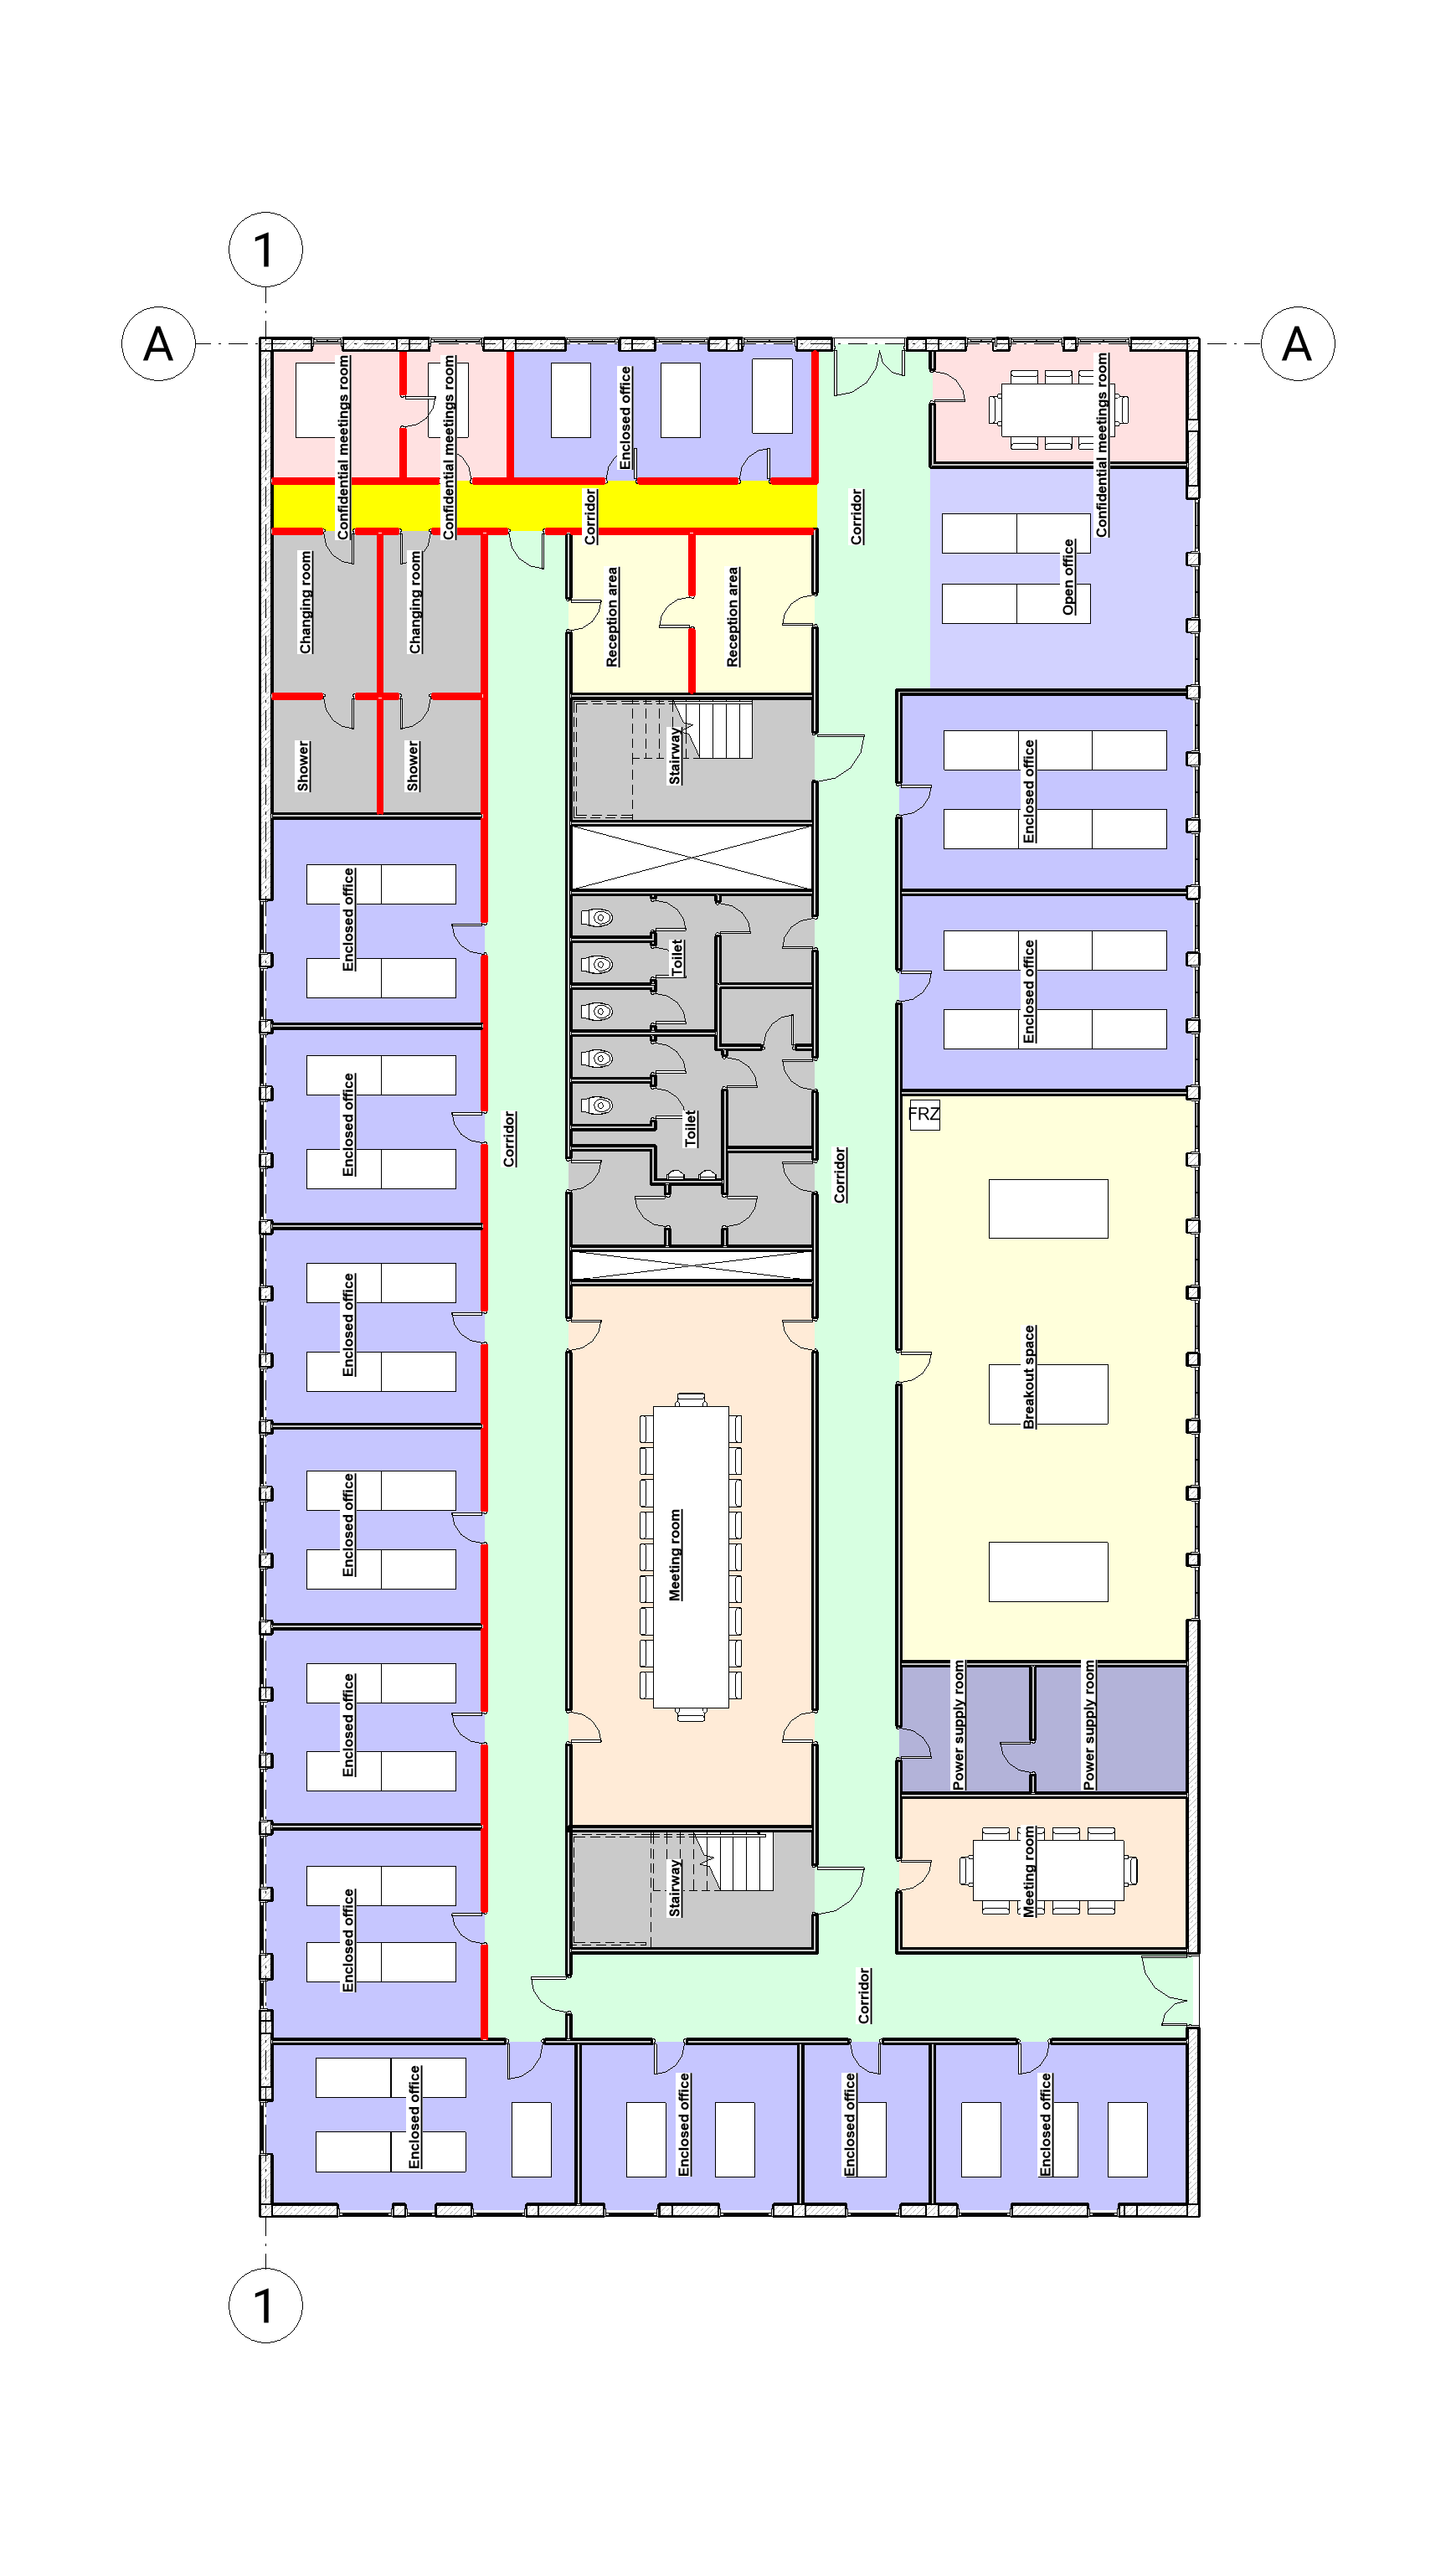 1
A
A
Confidential meetings room
Confidential meetings room
Enclosed office
Confidential meetings room
Corridor
Corridor
Open office
Changing room
Changing room
Reception area
Reception area
Shower
Shower
Stairway
Enclosed office
Enclosed office
Toilet
Enclosed office
Enclosed office
Corridor
Toilet
FRZ
Corridor
Enclosed office
Breakout space
Enclosed office
Meeting room
Enclosed office
Power supply room
Power supply room
Enclosed office
Stairway
Meeting room
Corridor
Enclosed office
Enclosed office
Enclosed office
Enclosed office
1